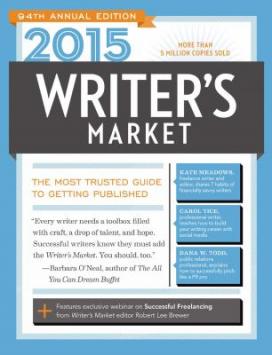 94TH ANNUAL EDITION
2015
MORE THAN
5 MILLION COPIES SOLD
WRITER'S
MARKET
THE MOST TRUSTED GUIDE
TO GETTING PUBLISHED
"Every writer needs a toolbox filled
with craft, a drop of talent, and hope.
Successful writers know they must add
the Writer's Market. You should, too."
—Barbara O'Neal, author of The All
You Can Dream Buffet
KATE MEADOWS,
freelance writer and
editor, shares 7 habits of
financially savvy writers
CAROL TICE,
professional writer,
teaches how to build
your writing career with
social media
DANA W. TODD,
public relations
professional, explains
how to successfully pitch
like a PR pro
+ Features exclusive webinar on Successful Freelancing
from Writer's Market editor Robert Lee Brewer